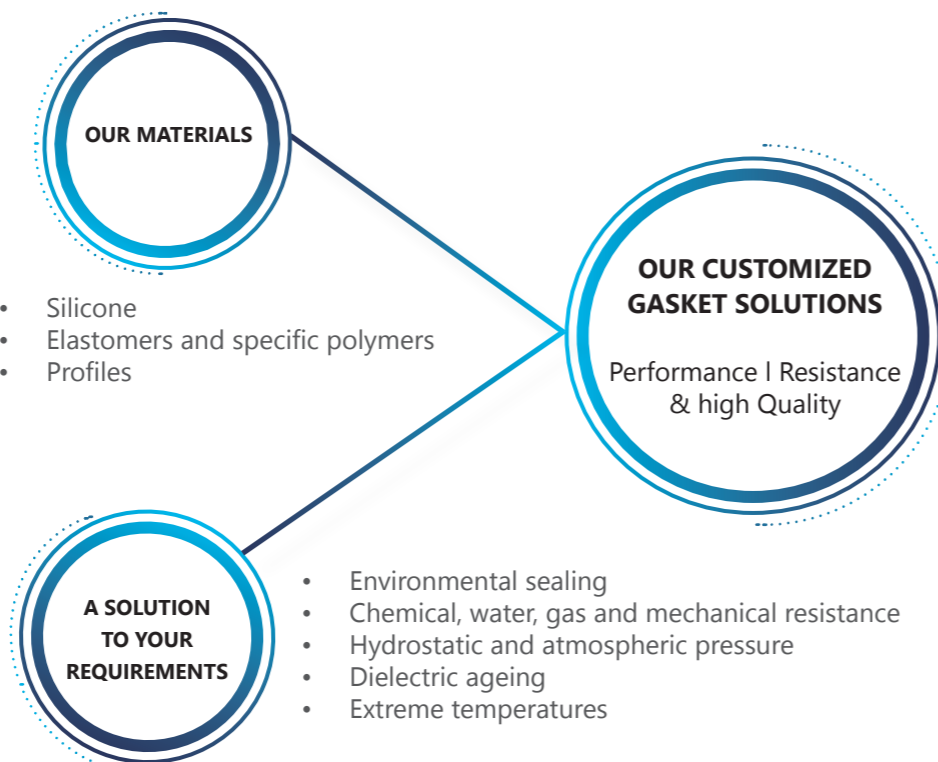 OUR MATERIALS
• Silicone
• Elastomers and specific polymers
• Profiles
OUR CUSTOMIZED
GASKET SOLUTIONS
Performance l Resistance
& high Quality
A SOLUTION
TO YOUR
REQUIREMENTS
• Environmental sealing
• Chemical, water, gas and mechanical resistance
• Hydrostatic and atmospheric pressure
• Dielectric ageing
• Extreme temperatures